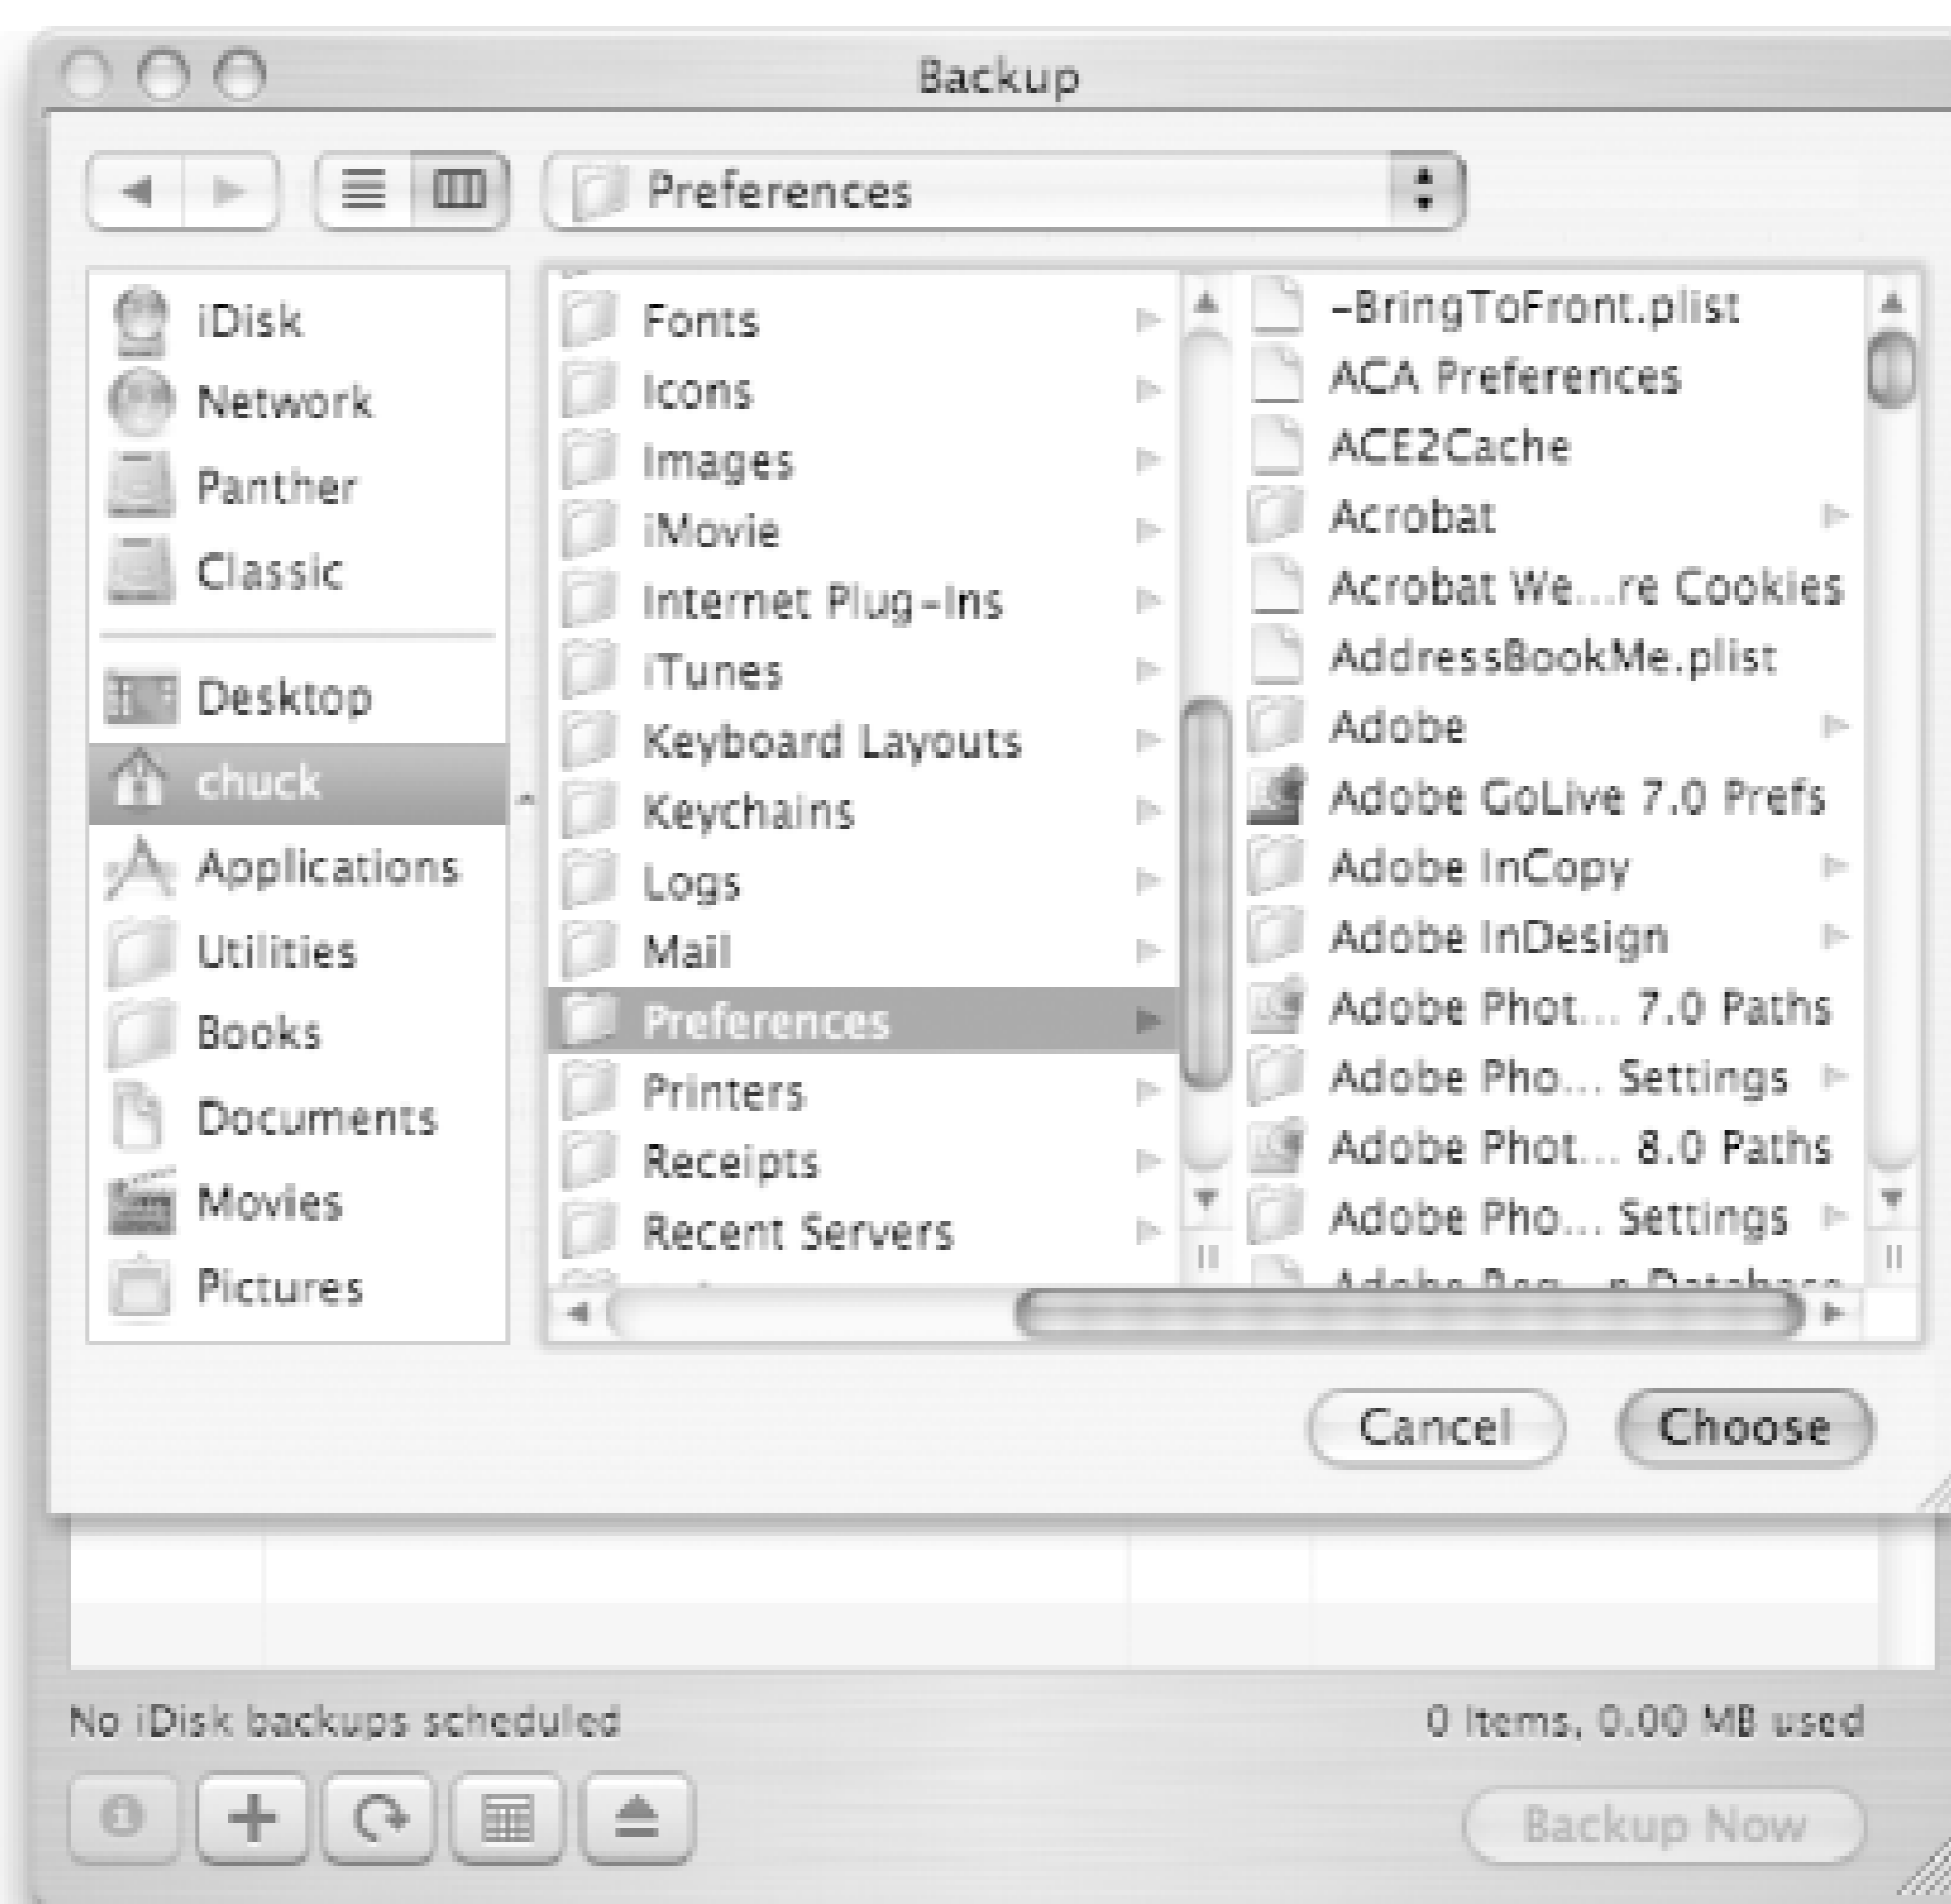 Backup
Preferences
iDisk
Network
Panther
Classic
Desktop
chuck
Applications
Utilities
Books
Documents
Movies
Pictures
Fonts
Icons
Images
iMovie
Internet Plug-Ins
iTunes
Keyboard Layouts
Keychains
Logs
Mail
Preferences
Printers
Receipts
Recent Servers
-BringToFront.plist
ACA Preferences
ACE2Cache
Acrobat
Acrobat We...re Cookies
AddressBookMe.plist
Adobe
Adobe GoLive 7.0 Prefs
Adobe InCopy
Adobe InDesign
Adobe Phot... 7.0 Paths
Adobe Pho... Settings
Adobe Phot... 8.0 Paths
Adobe Pho... Settings
Adobe Reg...n Database
Cancel
Choose
No iDisk backups scheduled
0 Items, 0.00 MB used
Backup Now